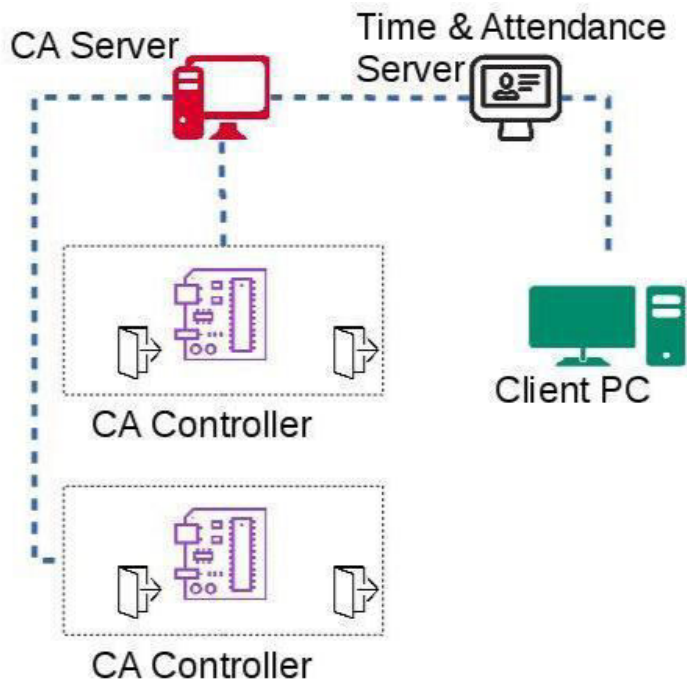 CA Server
Time & Attendance
Server
Client PC
CA Controller
CA Controller